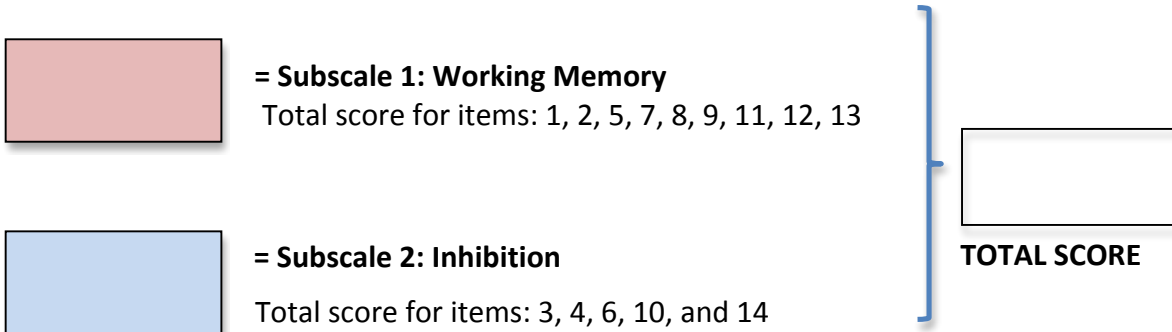 = Subscale 1: Working Memory
Total score for items: 1, 2, 5, 7, 8, 9, 11, 12, 13
= Subscale 2: Inhibition
Total score for items: 3, 4, 6, 10, and 14
TOTAL SCORE